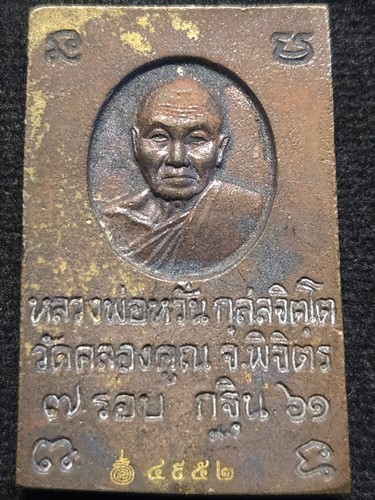 หลวงพ่อหวั่น กุสลจิตฺโต
วัดคลองคูณ จ.พิจิตร
๗ รอบ กฐิน ๖๑
๔๙๕๒